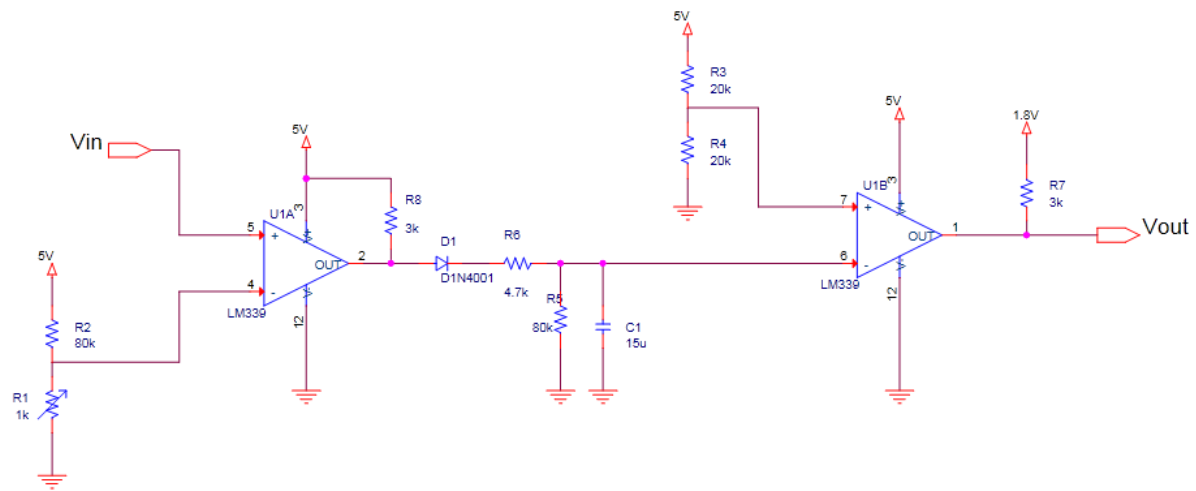 Vin
5V
R2
80k
R1
1k
5
4
U1A
+
-
LM339
3
V+
OUT
V-
12
2
5V
R8
3k
D1
D1N4001
R6
4.7k
R5
80k
C1
15u
5V
R3
20k
R4
20k
7
6
U1B
+
-
LM339
5V
3
V+
OUT
V-
12
1
1.8V
R7
3k
Vout